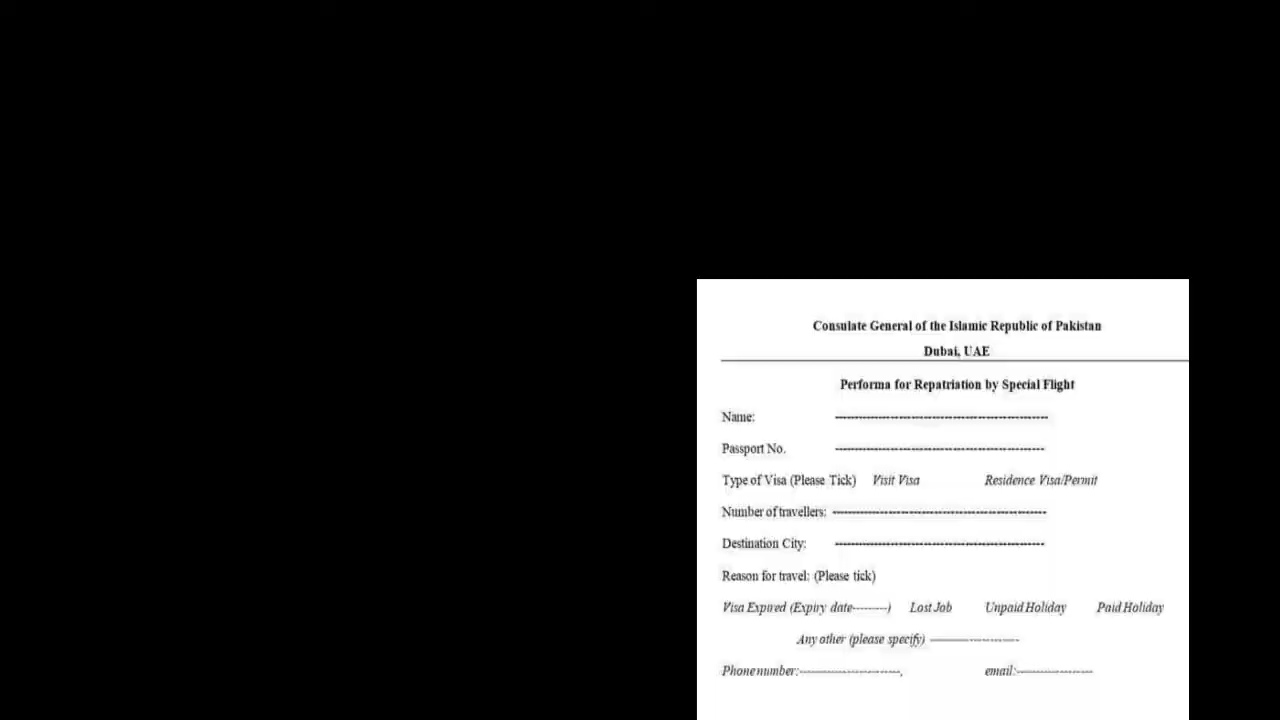 Consulate General of the Islamic Republic of Pakistan
Dubai, UAE
Performa for Repatriation by Special Flight
Name: ------------------------------------------------
Passport No. ------------------------------------------------
Type of Visa (Please Tick) Visit Visa Residence Visa/Permit
Number of travellers: ------------------------------------------------
Destination City: ------------------------------------------------
Reason for travel: (Please tick)
Visa Expired (Expiry date---------) Lost Job Unpaid Holiday Paid Holiday
Any other (please specify) -----------------------
Phone number:--------------------------, email:--------------------